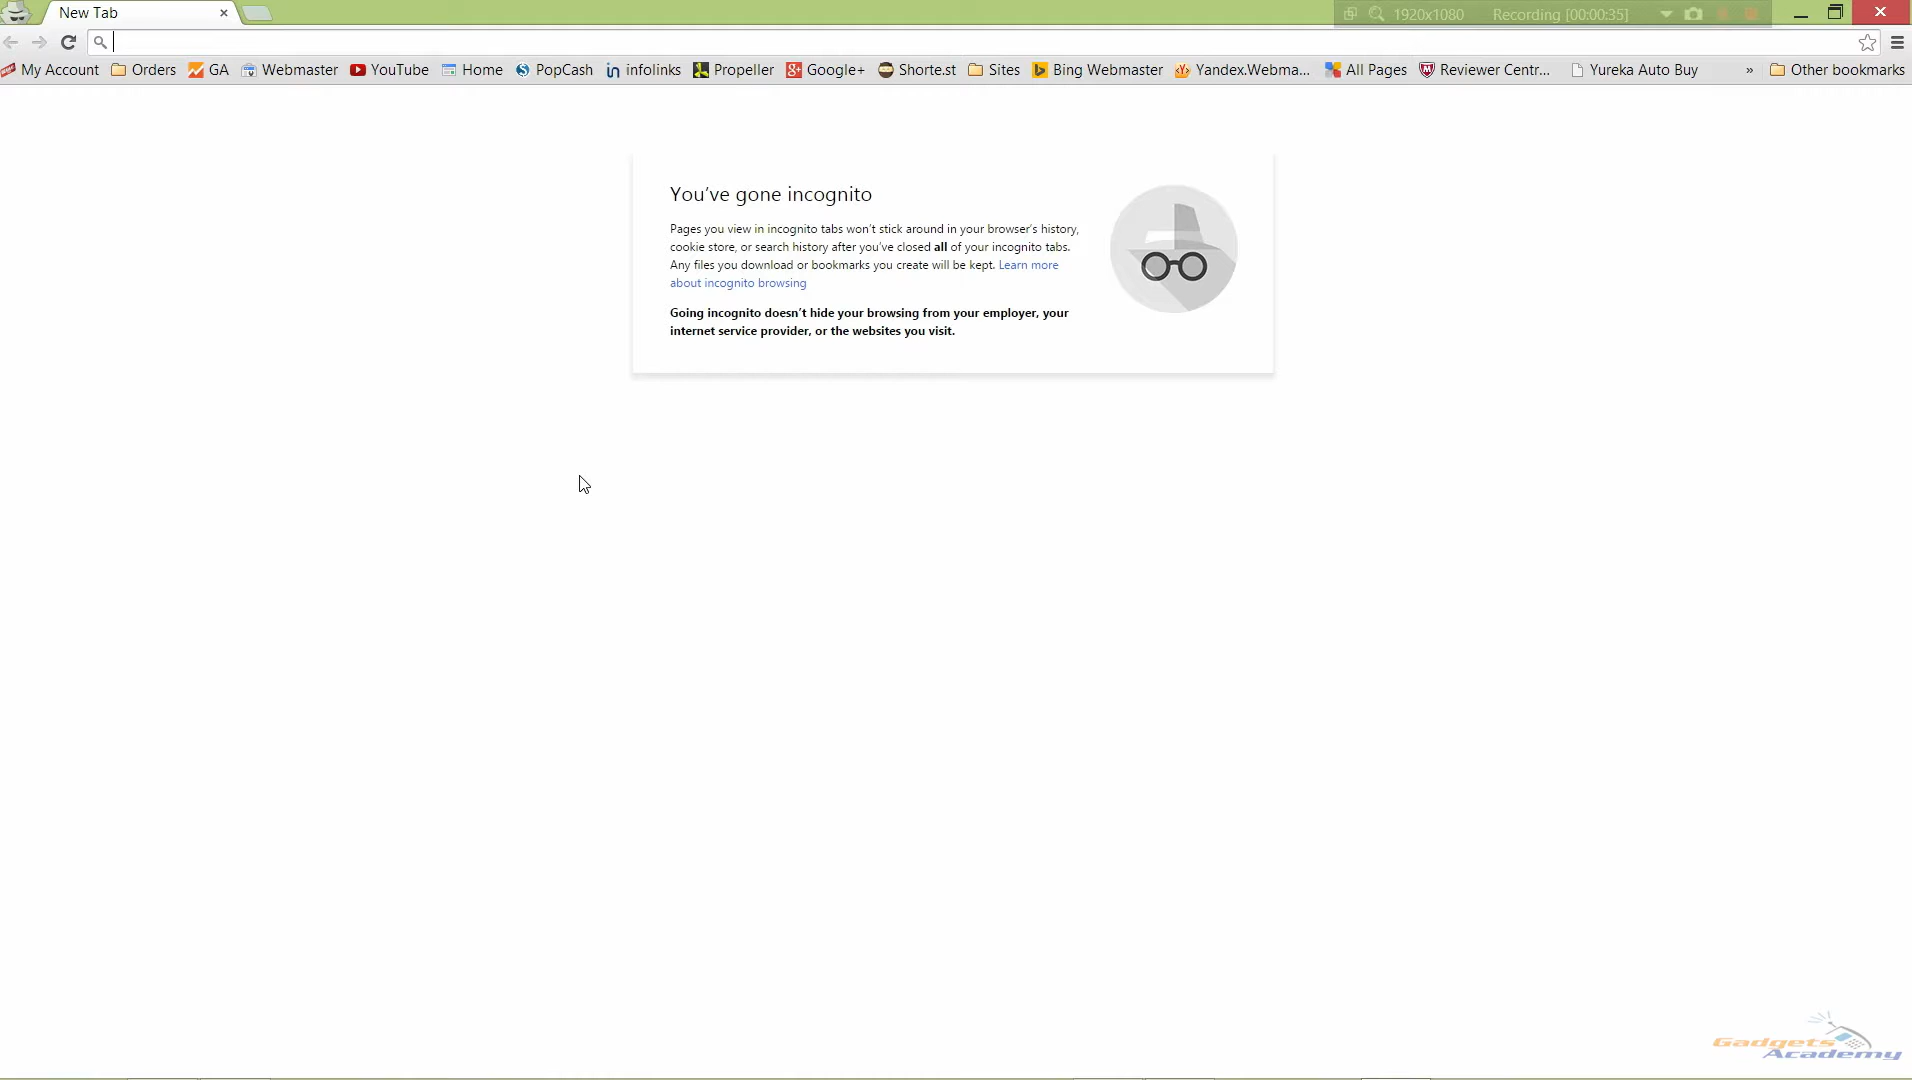 New Tab
1920x1080 Recording [00:00:35]
My Account Orders GA Webmaster YouTube Home PopCash infolinks Propeller Google+ Shorte.st Sites Bing Webmaster Yandex.Webma... All Pages Reviewer Centr... Yureka Auto Buy » Other bookmarks
You've gone incognito
Pages you view in incognito tabs won't stick around in your browser's history,
cookie store, or search history after you've closed all of your incognito tabs.
Any files you download or bookmarks you create will be kept. Learn more
about incognito browsing
Going incognito doesn't hide your browsing from your employer, your
internet service provider, or the websites you visit.
Gadgets
Academy